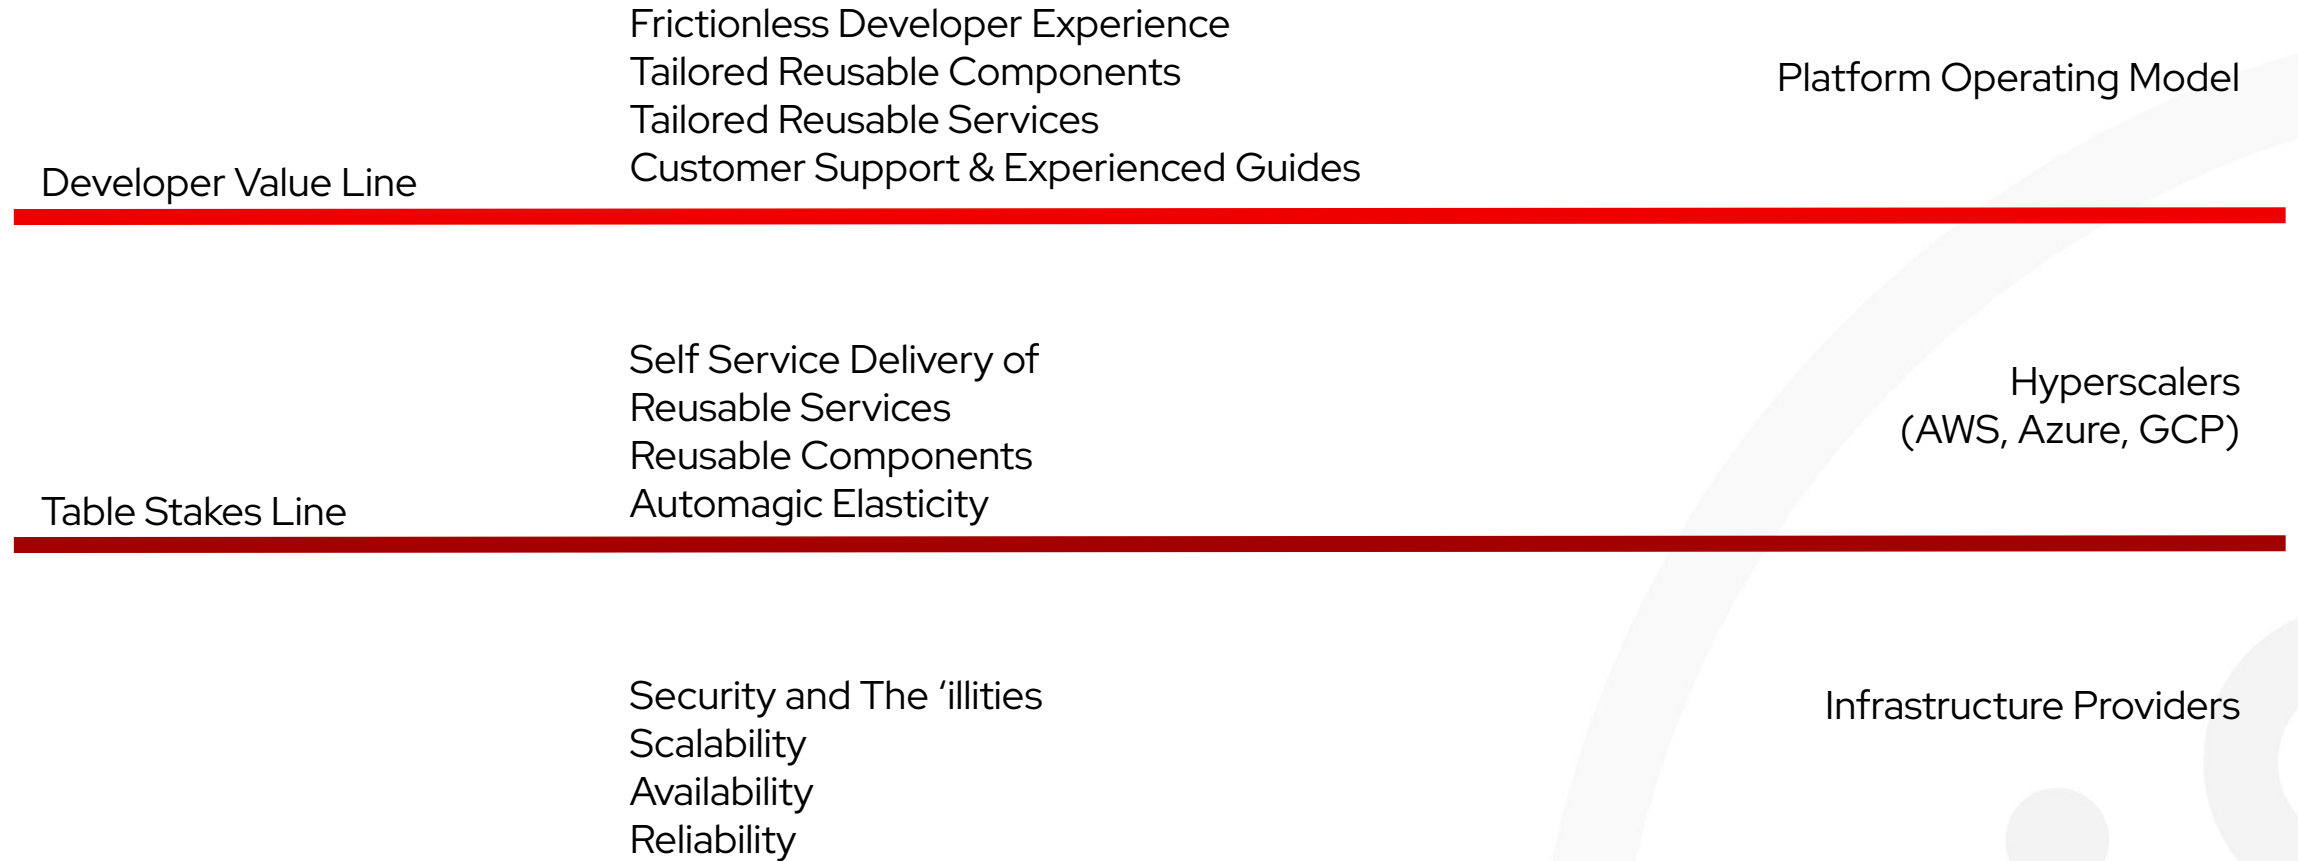 Frictionless Developer Experience
Tailored Reusable Components
Tailored Reusable Services
Customer Support & Experienced Guides
Platform Operating Model
Developer Value Line
Self Service Delivery of
Reusable Services
Reusable Components
Automagic Elasticity
Hyperscalers
(AWS, Azure, GCP)
Table Stakes Line
Security and The ‘illities
Scalability
Availability
Reliability
Infrastructure Providers